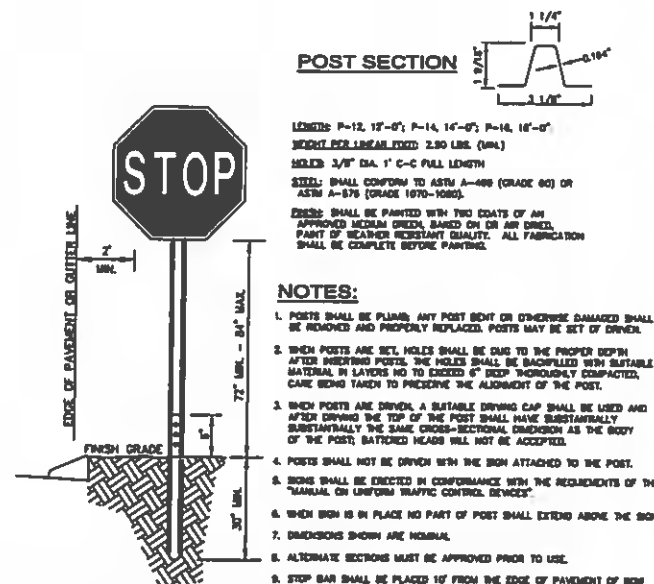 POST SECTION
1 1/4"
1 9/16"
0.164"
3 1/8"
LENGTH: P-12, 12'-0"; P-14, 14'-0"; P-16, 16'-0"
WEIGHT PER LINEAR FOOT: 2.50 LBS. (MIN.)
HOLES: 3/8" DIA. 1" C-C FULL LENGTH
STEEL: SHALL CONFORM TO ASTM A-499 (GRADE 60) OR
ASTM A-576 (GRADE 1070-1080).
FINISH: SHALL BE PAINTED WITH TWO COATS OF AN
APPROVED MEDIUM GREEN, BAKED ON OR AIR DRIED,
PAINT OF WEATHER RESISTANT QUALITY. ALL FABRICATION
SHALL BE COMPLETE BEFORE PAINTING.
STOP
EDGE OF PAVEMENT OR GUTTER LINE
2'
MIN.
72" MIN. - 84" MAX.
6"
FINISH GRADE
30" MIN.
NOTES:
1. POSTS SHALL BE PLUMB; ANY POST BENT OR OTHERWISE DAMAGED SHALL
BE REMOVED AND PROPERLY REPLACED. POSTS MAY BE SET OF DRIVEN.
2. WHEN POSTS ARE SET, HOLES SHALL BE DUG TO THE PROPER DEPTH
AFTER INSERTING POSTS. THE HOLES SHALL BE BACKFILLED WITH SUITABLE
MATERIAL IN LAYERS NO TO EXCEED 6" DEEP THOROUGHLY COMPACTED,
CARE BEING TAKEN TO PRESERVE THE ALIGNMENT OF THE POST.
3. WHEN POSTS ARE DRIVEN, A SUITABLE DRIVING CAP SHALL BE USED AND
AFTER DRIVING THE TOP OF THE POST SHALL HAVE SUBSTANTIALLY
SUBSTANTIALLY THE SAME CROSS-SECTIONAL DIMENSION AS THE BODY
OF THE POST; BATTERED HEADS WILL NOT BE ACCEPTED.
4. POSTS SHALL NOT BE DRIVEN WITH THE SIGN ATTACHED TO THE POST.
5. SIGNS SHALL BE ERECTED IN CONFORMANCE WITH THE REQUIREMENTS OF TH
"MANUAL ON UNIFORM TRAFFIC CONTROL DEVICES".
6. WHEN SIGN IS IN PLACE NO PART OF POST SHALL EXTEND ABOVE THE SIGN
7. DIMENSIONS SHOWN ARE NOMINAL
8. ALTERNATE SECTIONS MUST BE APPROVED PRIOR TO USE.
9. STOP BAR SHALL BE PLACED 10' FROM THE EDGE OF PAVEMENT OF ROW